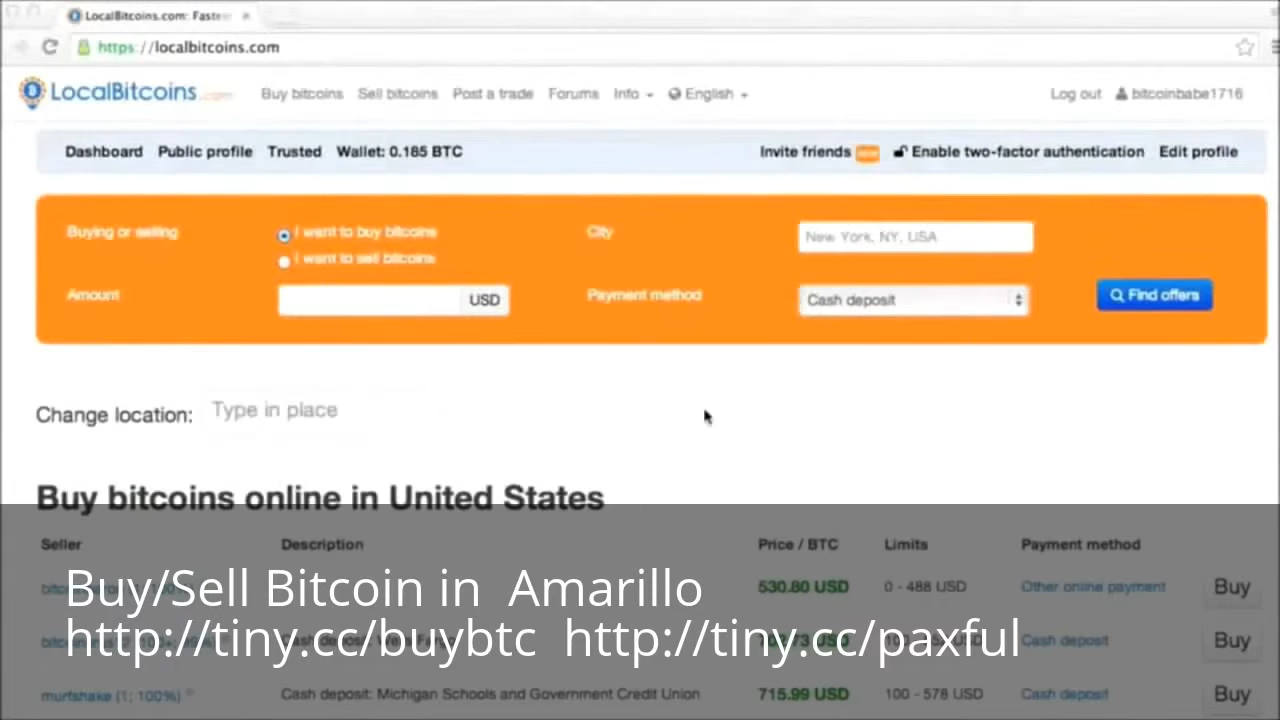 LocalBitcoins.com: Faste
https://localbitcoins.com
LocalBitcoins.com Buy bitcoins Sell bitcoins Post a trade Forums Info English Log out bitcoinbabe1716
Dashboard Public profile Trusted Wallet: 0.185 BTC Invite friends Enable two-factor authentication Edit profile
Buying or selling I want to buy bitcoins City New York, NY, USA
I want to sell bitcoins
Amount USD Payment method Cash deposit Find offers
Change location: Type in place
Buy bitcoins online in United States
Seller Description Price / BTC Limits Payment method
530.80 USD 0 - 488 USD Other online payment Buy
Buy/Sell Bitcoin in Amarillo
Cash deposit Buy
http://tiny.cc/buybtc http://tiny.cc/paxful
murfshake (1; 100%) Cash deposit: Michigan Schools and Government Credit Union 715.99 USD 100 - 578 USD Cash deposit Buy